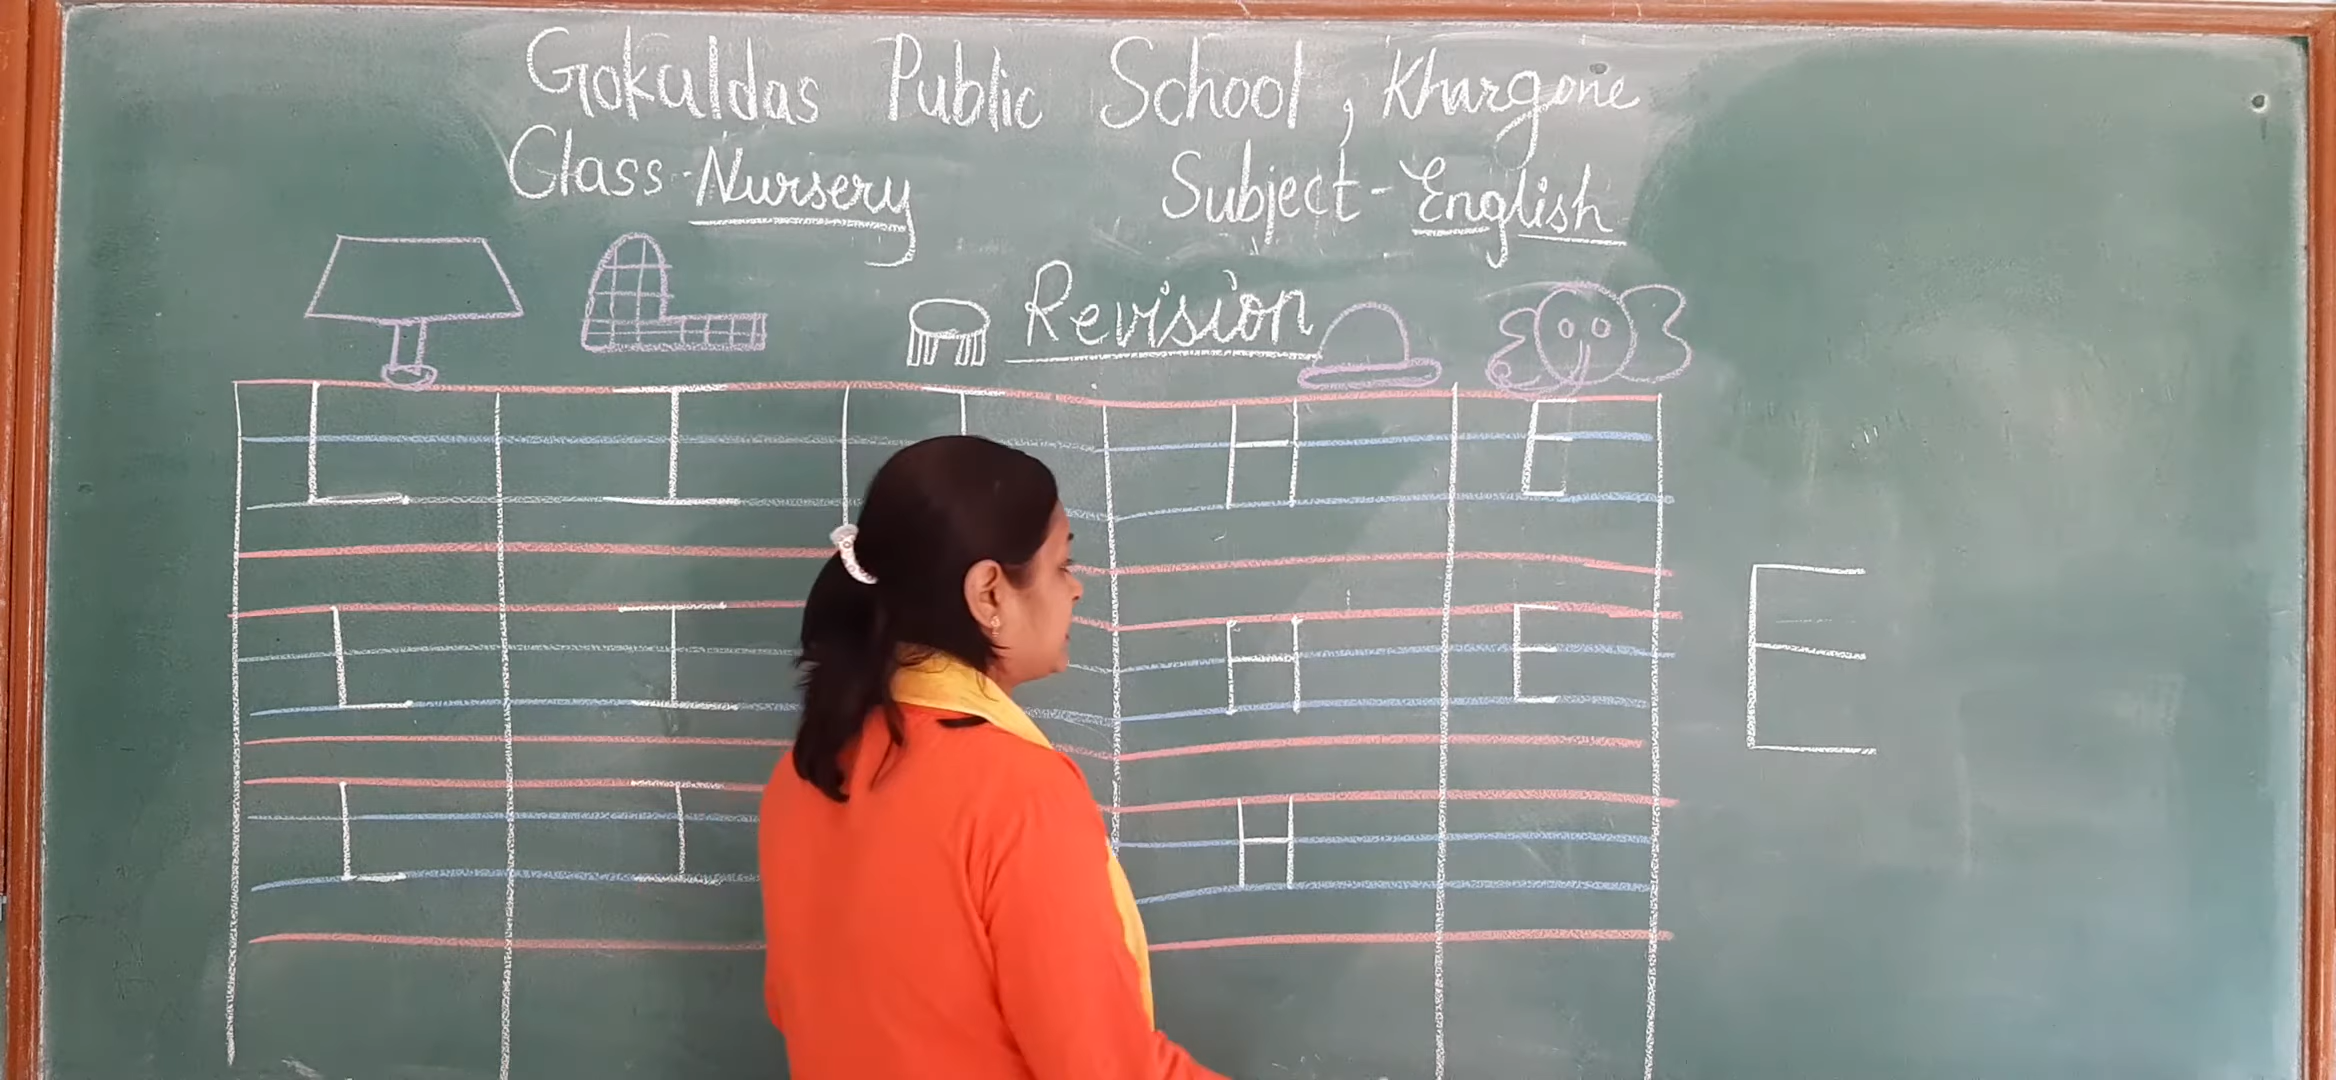 Gokuldas Public School, Khargone
Class-Nursery Subject-English
Revision
L I H E
L I H E E
L I H